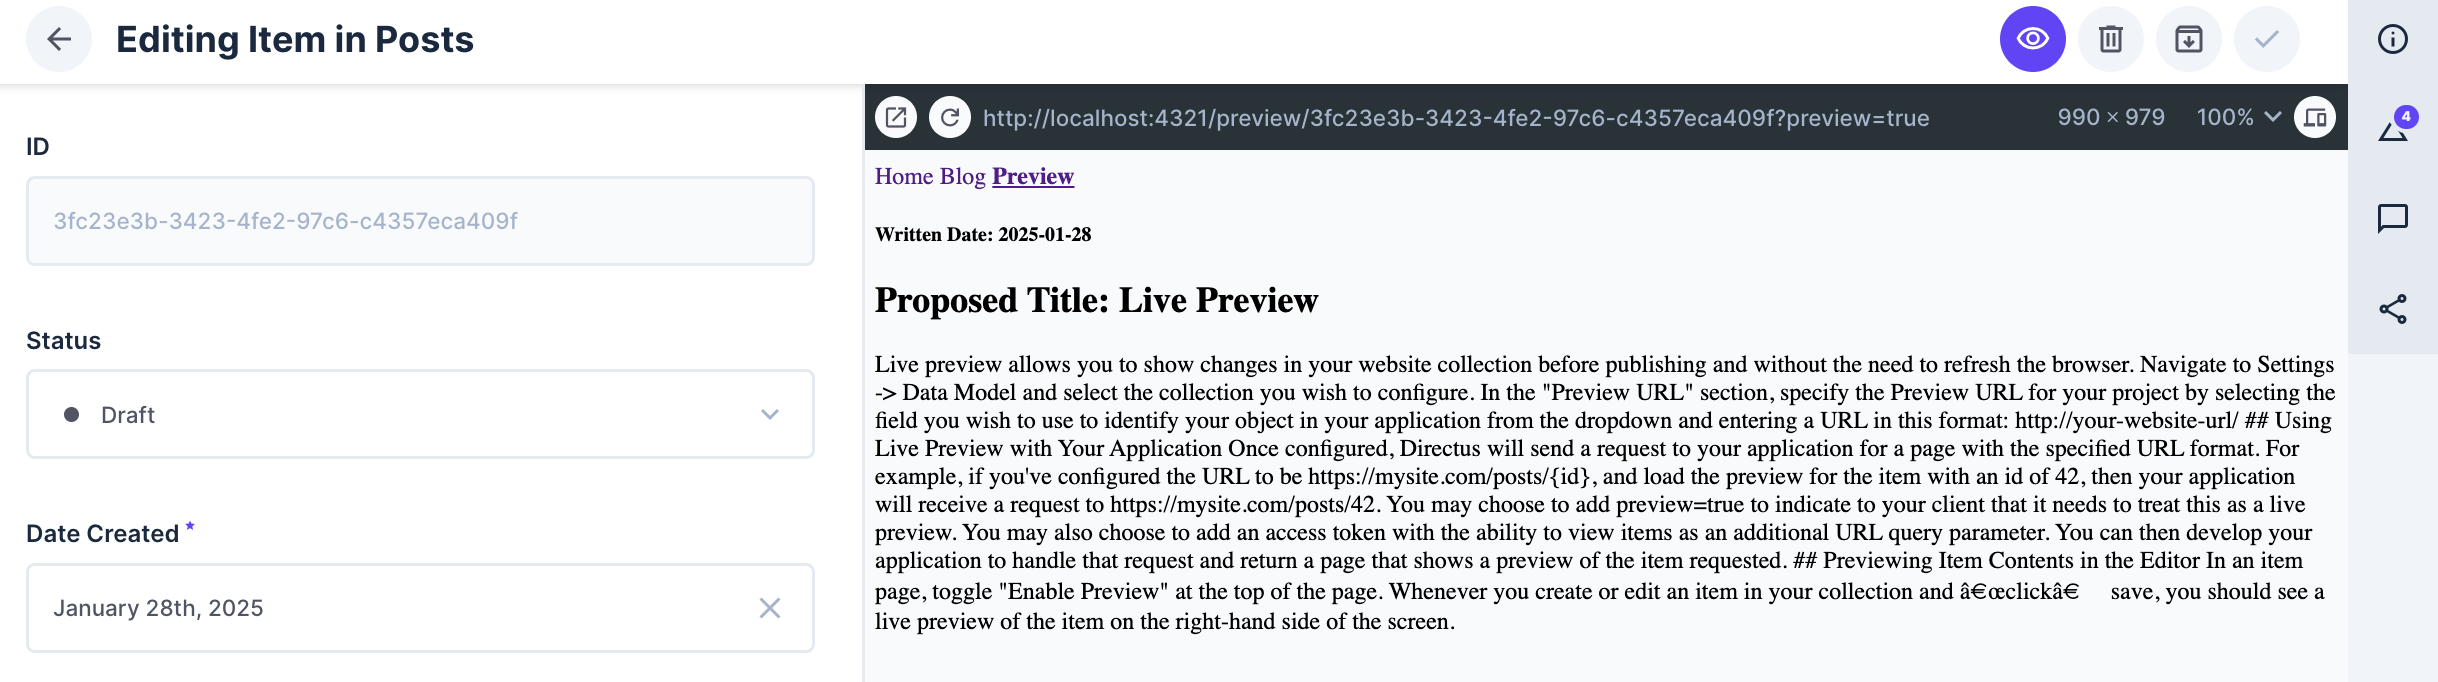 Editing Item in Posts
ID
3fc23e3b-3423-4fe2-97c6-c4357eca409f
Status
Draft
Date Created *
January 28th, 2025
http://localhost:4321/preview/3fc23e3b-3423-4fe2-97c6-c4357eca409f?preview=true
990 × 979
100%
4
Home Blog Preview
Written Date: 2025-01-28
Proposed Title: Live Preview
Live preview allows you to show changes in your website collection before publishing and without the need to refresh the browser. Navigate to Settings
-> Data Model and select the collection you wish to configure. In the "Preview URL" section, specify the Preview URL for your project by selecting the
field you wish to use to identify your object in your application from the dropdown and entering a URL in this format: http://your-website-url/ ## Using
Live Preview with Your Application Once configured, Directus will send a request to your application for a page with the specified URL format. For
example, if you've configured the URL to be https://mysite.com/posts/{id}, and load the preview for the item with an id of 42, then your application
will receive a request to https://mysite.com/posts/42. You may choose to add preview=true to indicate to your client that it needs to treat this as a live
preview. You may also choose to add an access token with the ability to view items as an additional URL query parameter. You can then develop your
application to handle that request and return a page that shows a preview of the item requested. ## Previewing Item Contents in the Editor In an item
page, toggle "Enable Preview" at the top of the page. Whenever you create or edit an item in your collection and â€œclickâ€ save, you should see a
live preview of the item on the right-hand side of the screen.